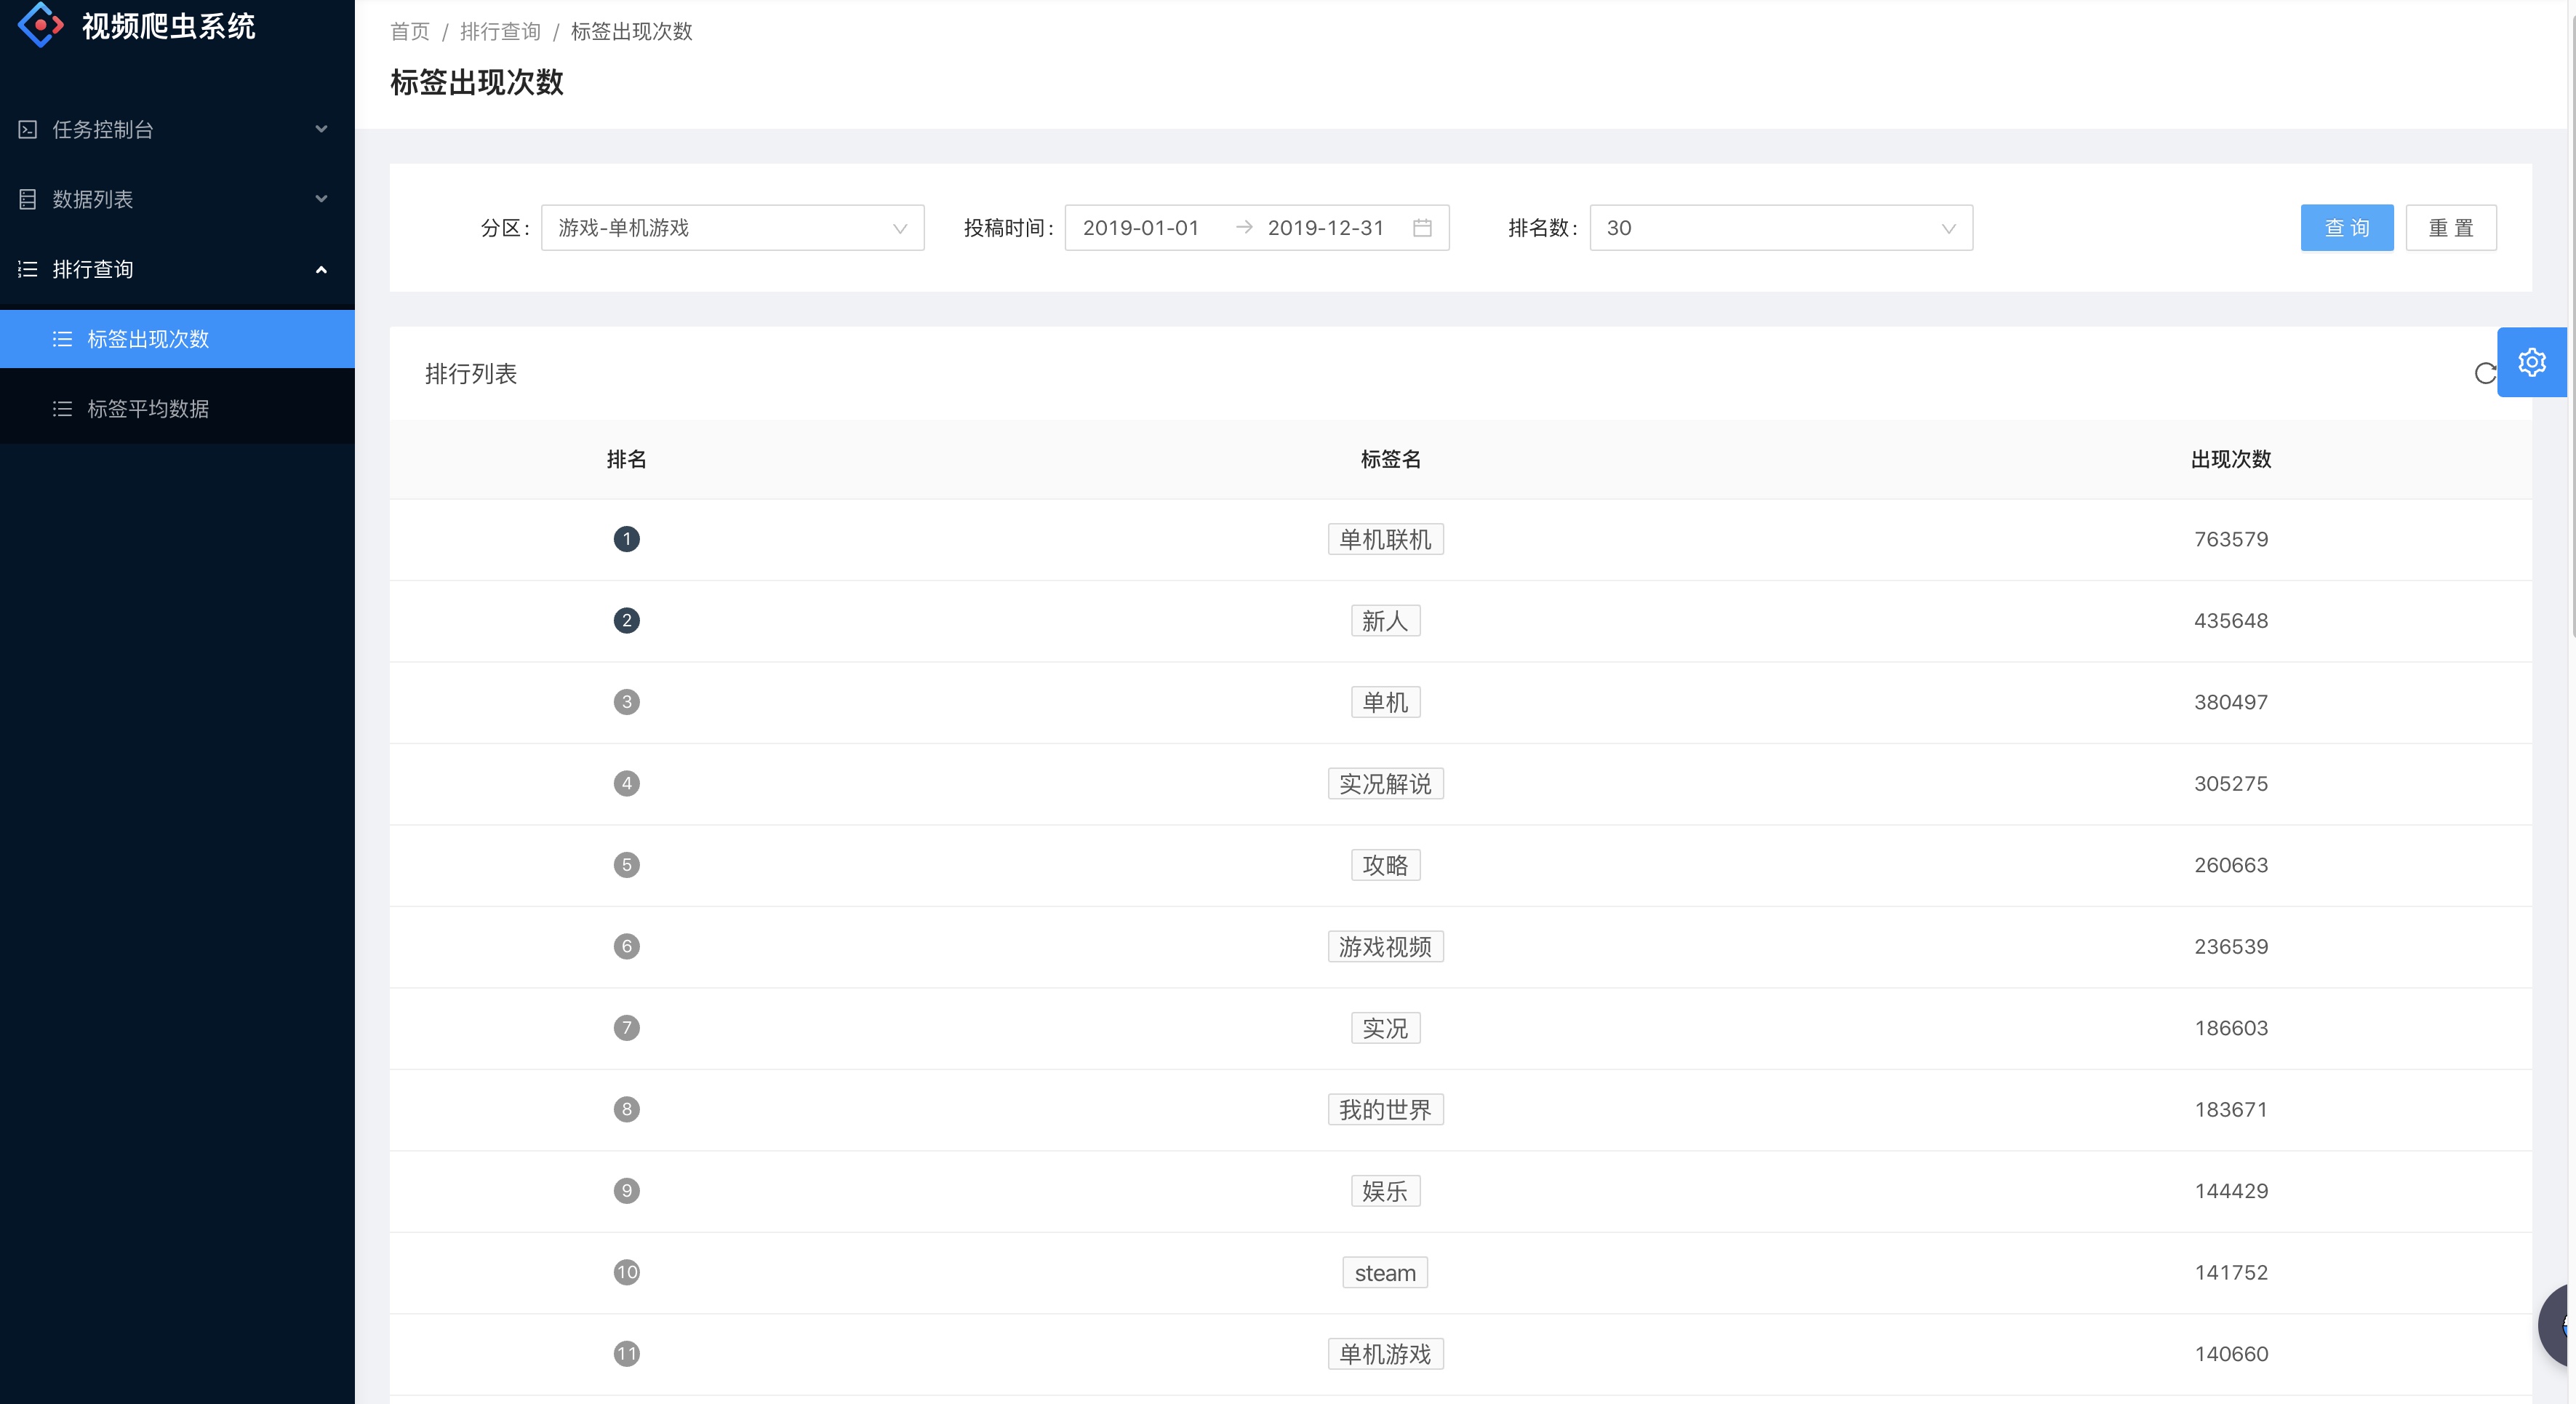 视频爬虫系统
任务控制台
数据列表
排行查询
标签出现次数
标签平均数据
首页 / 排行查询 / 标签出现次数
标签出现次数
分区: 游戏-单机游戏 投稿时间: 2019-01-01 → 2019-12-31 排名数: 30 查 询 重 置
排行列表
排名 标签名 出现次数
1 单机联机 763579
2 新人 435648
3 单机 380497
4 实况解说 305275
5 攻略 260663
6 游戏视频 236539
7 实况 186603
8 我的世界 183671
9 娱乐 144429
10 steam 141752
11 单机游戏 140660